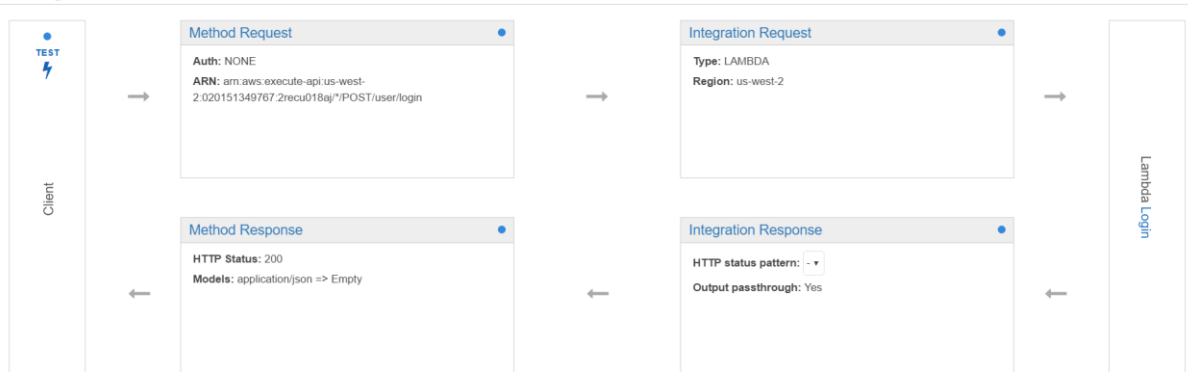 TEST
Client
Method Request
Auth: NONE
ARN: arn:aws:execute-api:us-west-
2:020151349767:2recu018aj/*/POST/user/login
Integration Request
Type: LAMBDA
Region: us-west-2
Lambda Login
Method Response
HTTP Status: 200
Models: application/json => Empty
Integration Response
HTTP status pattern: -
Output passthrough: Yes